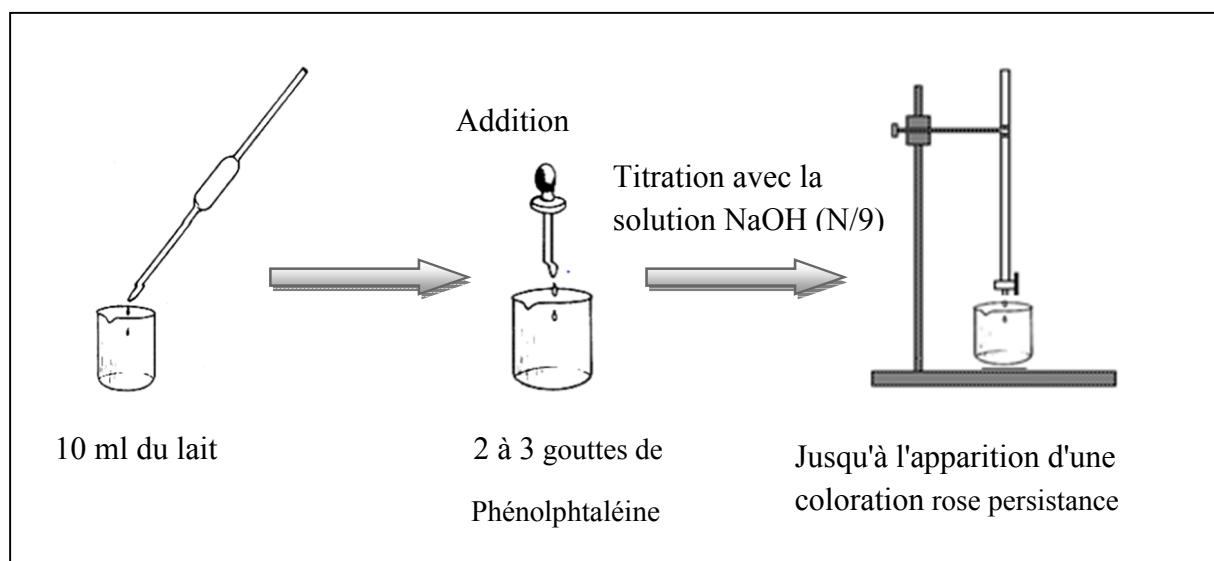 Addition
Titration avec la
solution NaOH (N/9)
10 ml du lait
2 à 3 gouttes de
Phénolphtaléine
Jusqu'à l'apparition d'une
coloration rose persistance